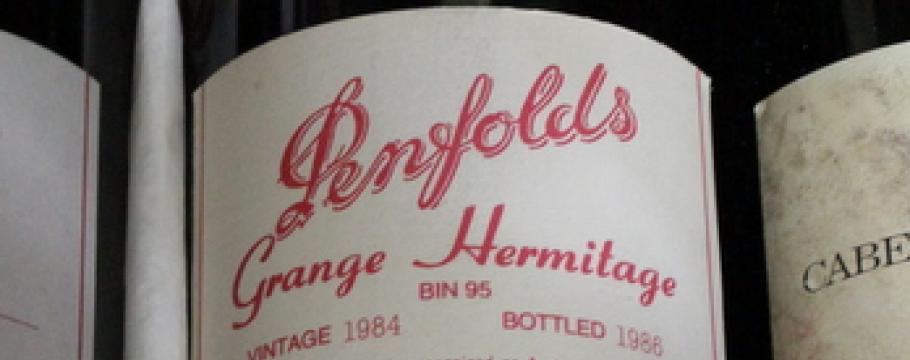 Penfolds
Grange Hermitage
BIN 95
VINTAGE 1984 BOTTLED 1986
CABE